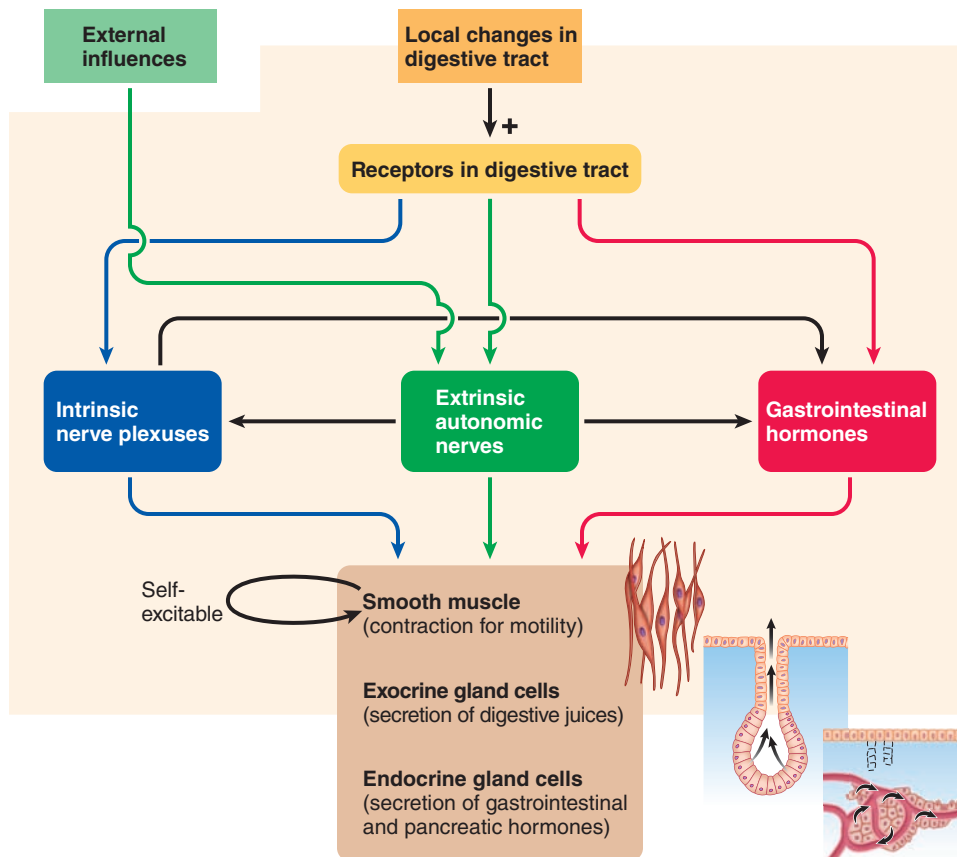 External
influences
Local changes in
digestive tract
+
Receptors in digestive tract
Intrinsic
nerve plexuses
Extrinsic
autonomic
nerves
Gastrointestinal
hormones
Self-
excitable
Smooth muscle
(contraction for motility)
Exocrine gland cells
(secretion of digestive juices)
Endocrine gland cells
(secretion of gastrointestinal
and pancreatic hormones)